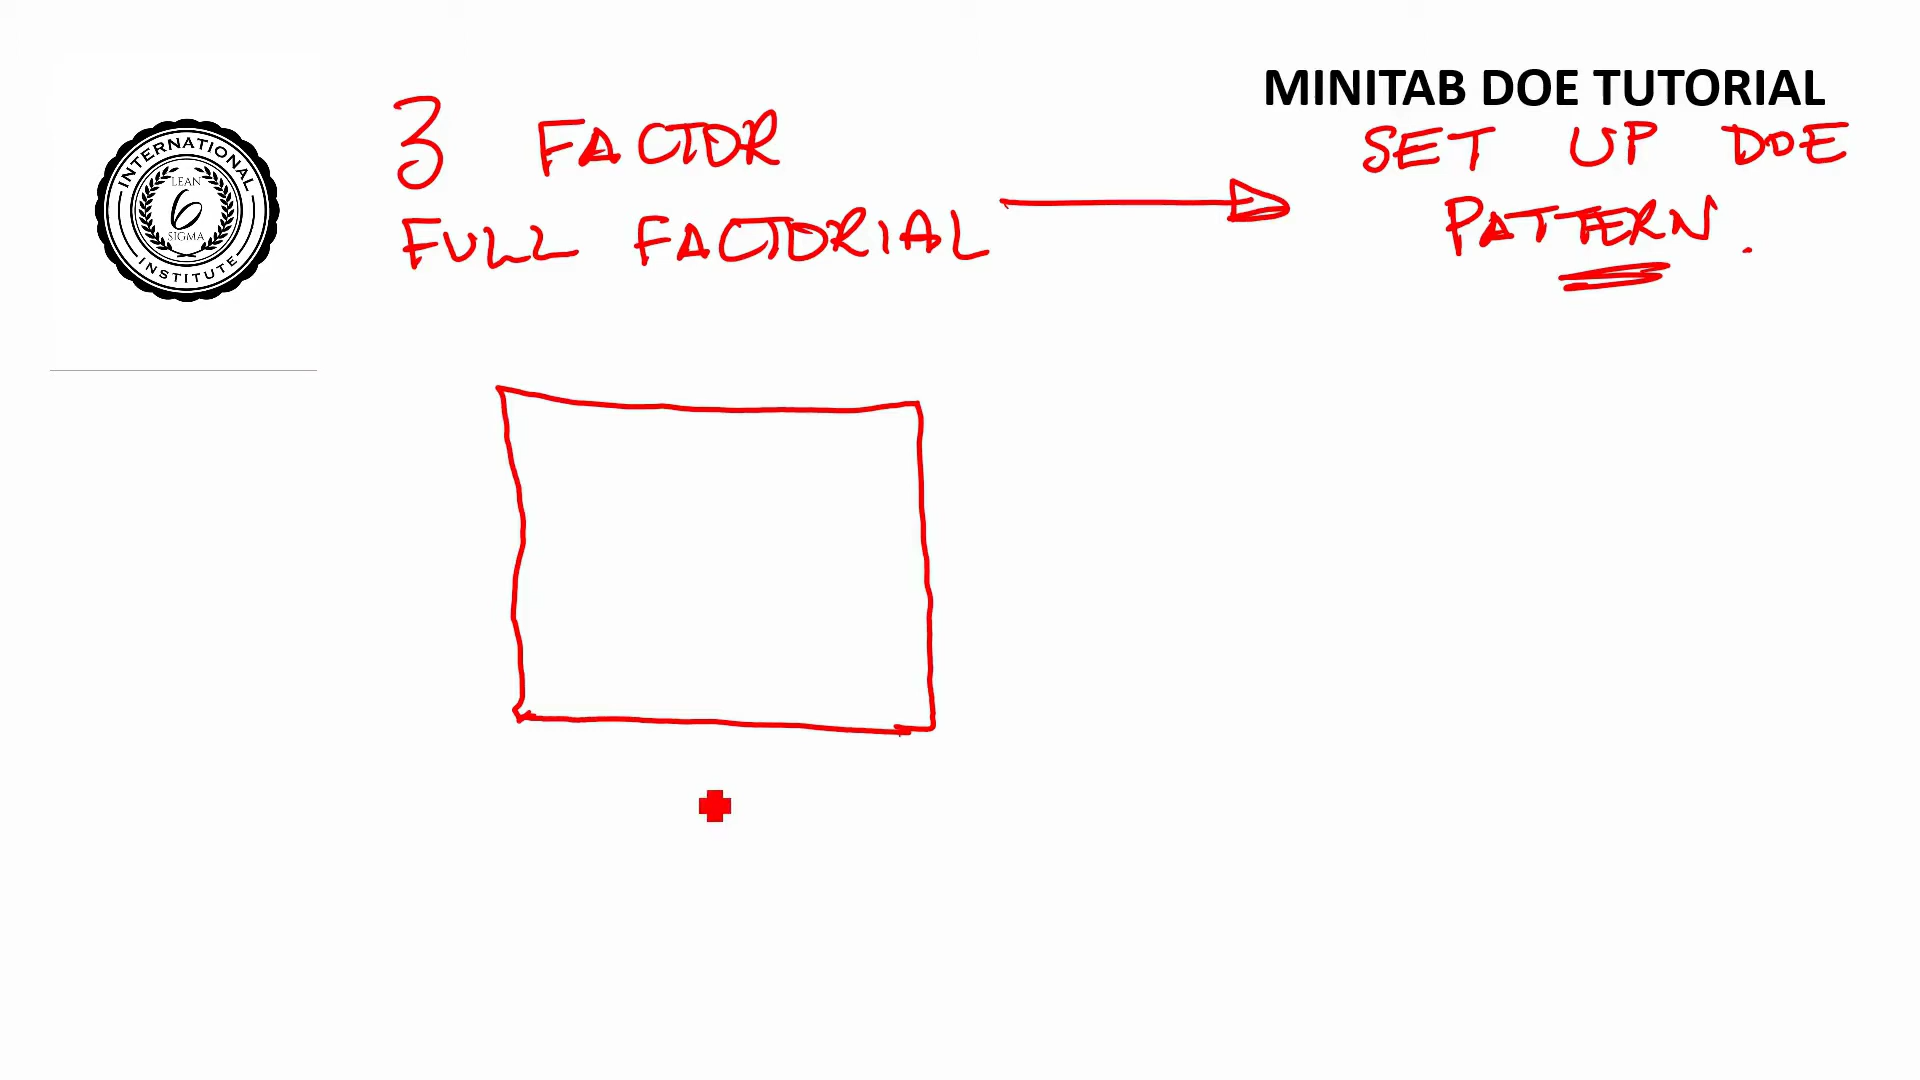 INTERNATIONAL
LEAN
6
SIGMA
INSTITUTE
3 FACTOR
FULL FACTORIAL
MINITAB DOE TUTORIAL
SET UP DOE
PATTERN.